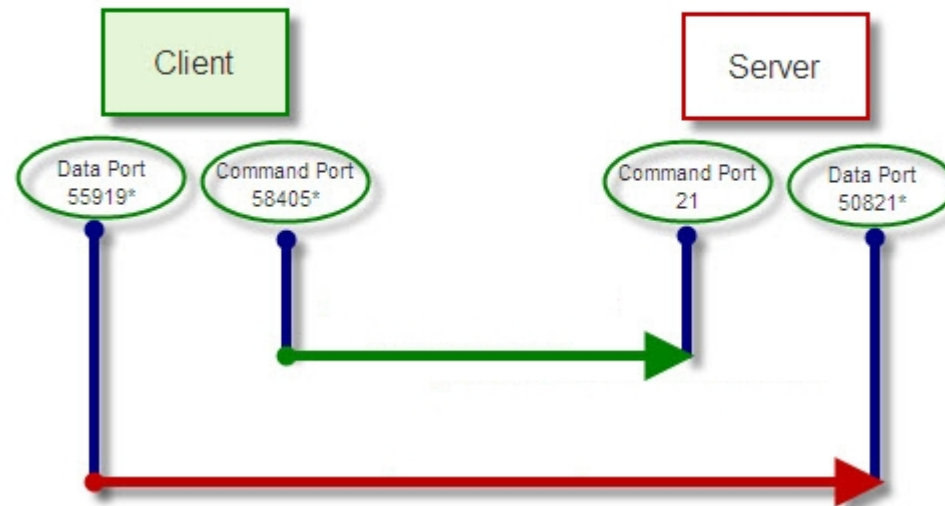 Client
Server
Data Port
55919*
Command Port
58405*
Command Port
21
Data Port
50821*